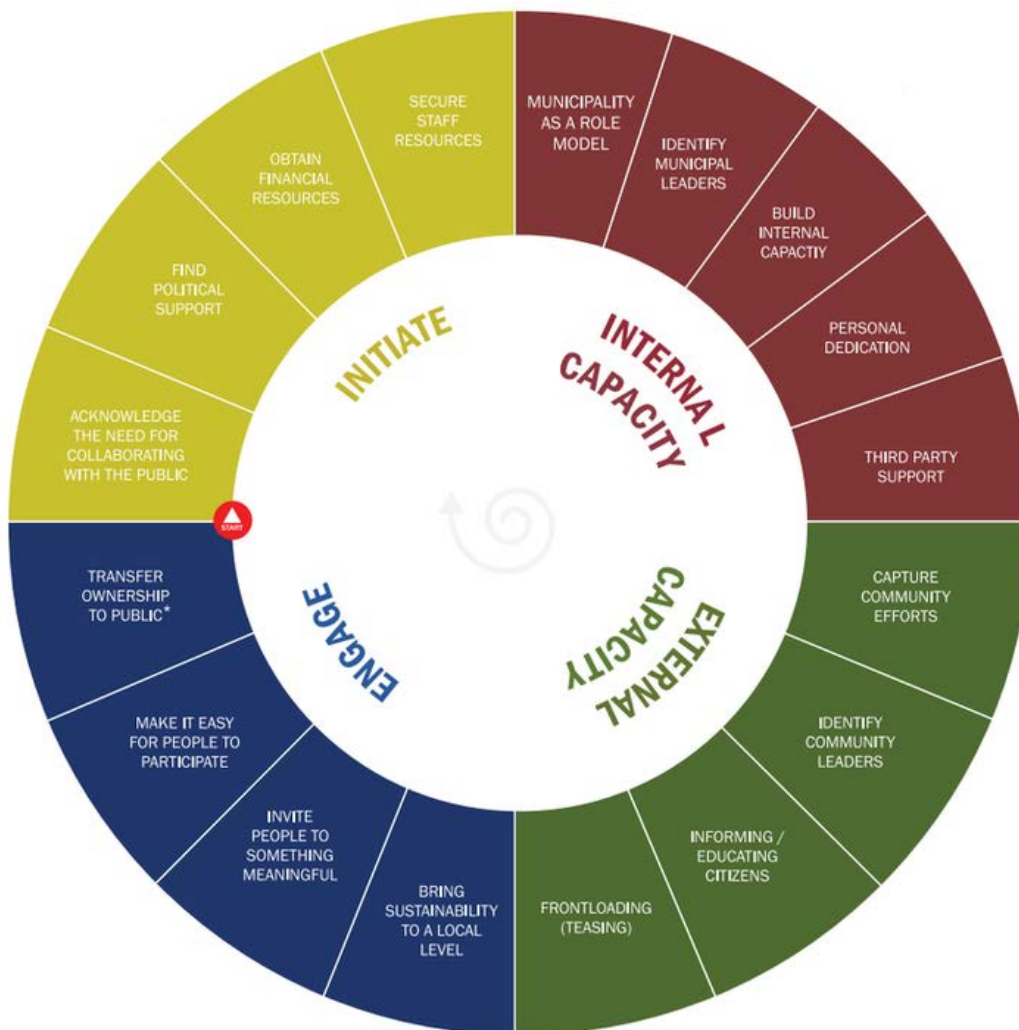 ACKNOWLEDGE
THE NEED FOR
COLLABORATING
WITH THE PUBLIC
FIND
POLITICAL
SUPPORT
OBTAIN
FINANCIAL
RESOURCES
SECURE
STAFF
RESOURCES
MUNICIPALITY
AS A ROLE
MODEL
IDENTIFY
MUNICIPAL
LEADERS
BUILD
INTERNAL
CAPACTIY
PERSONAL
DEDICATION
THIRD PARTY
SUPPORT
CAPTURE
COMMUNITY
EFFORTS
IDENTIFY
COMMUNITY
LEADERS
INFORMING /
EDUCATING
CITIZENS
FRONTLOADING
(TEASING)
BRING
SUSTAINABILITY
TO A LOCAL
LEVEL
INVITE
PEOPLE TO
SOMETHING
MEANINGFUL
MAKE IT EASY
FOR PEOPLE TO
PARTICIPATE
TRANSFER
OWNERSHIP
TO PUBLIC*
START
INITIATE
INTERNAL
CAPACITY
EXTERNAL
CAPACITY
ENGAGE